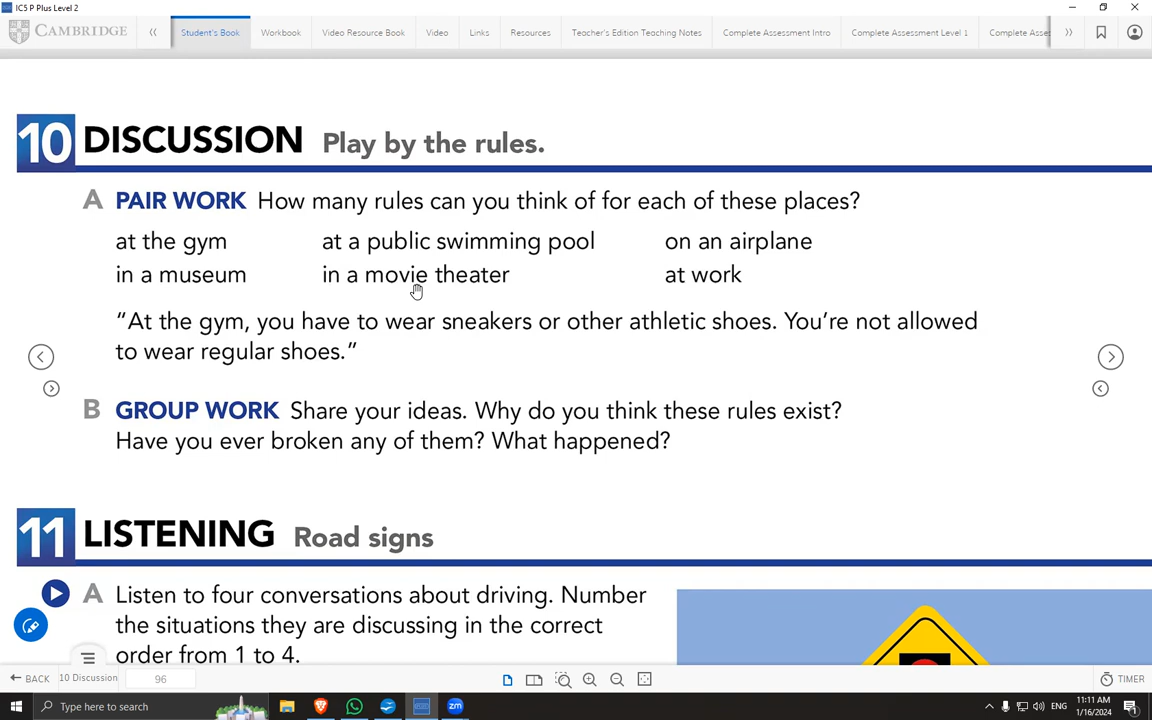 IC5 P Plus Level 2
CAMBRIDGE
Student's Book
Workbook
Video Resource Book
Video
Links
Resources
Teacher's Edition Teaching Notes
Complete Assessment Intro
Complete Assessment Level 1
Complete Asses
10 DISCUSSION Play by the rules.
A PAIR WORK How many rules can you think of for each of these places?
at the gym at a public swimming pool on an airplane
in a museum in a movie theater at work
“At the gym, you have to wear sneakers or other athletic shoes. You’re not allowed
to wear regular shoes.”
B GROUP WORK Share your ideas. Why do you think these rules exist?
Have you ever broken any of them? What happened?
11 LISTENING Road signs
A Listen to four conversations about driving. Number
the situations they are discussing in the correct
order from 1 to 4.
BACK
10 Discussion
96
TIMER
Type here to search
ENG
11:11 AM
1/16/2024